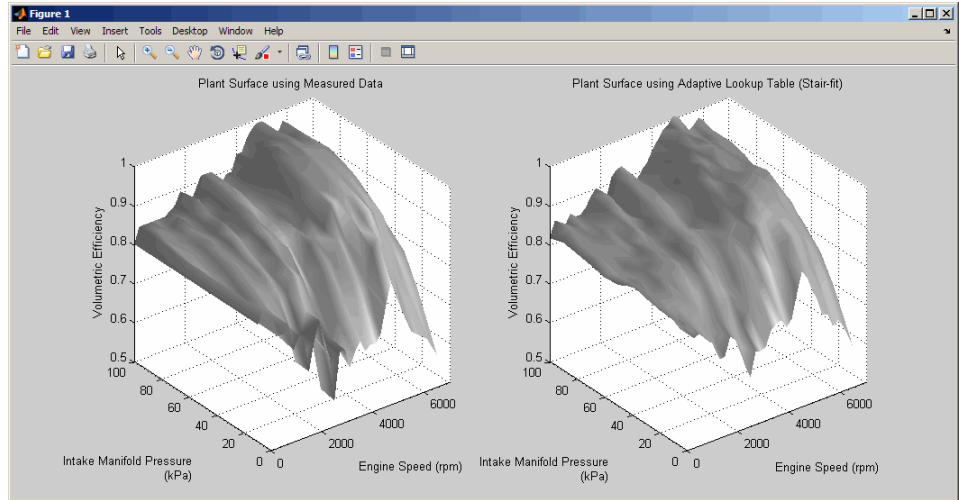 Figure 1
File Edit View Insert Tools Desktop Window Help
Plant Surface using Measured Data
1
0.9
0.8
0.7
0.6
0.5
Volumetric Efficiency
100
80
60
40
20
0
Intake Manifold Pressure
(kPa)
0
2000
4000
6000
Engine Speed (rpm)
Plant Surface using Adaptive Lookup Table (Stair-fit)
1
0.9
0.8
0.7
0.6
0.5
Volumetric Efficiency
100
80
60
40
20
0
Intake Manifold Pressure
(kPa)
0
2000
4000
6000
Engine Speed (rpm)